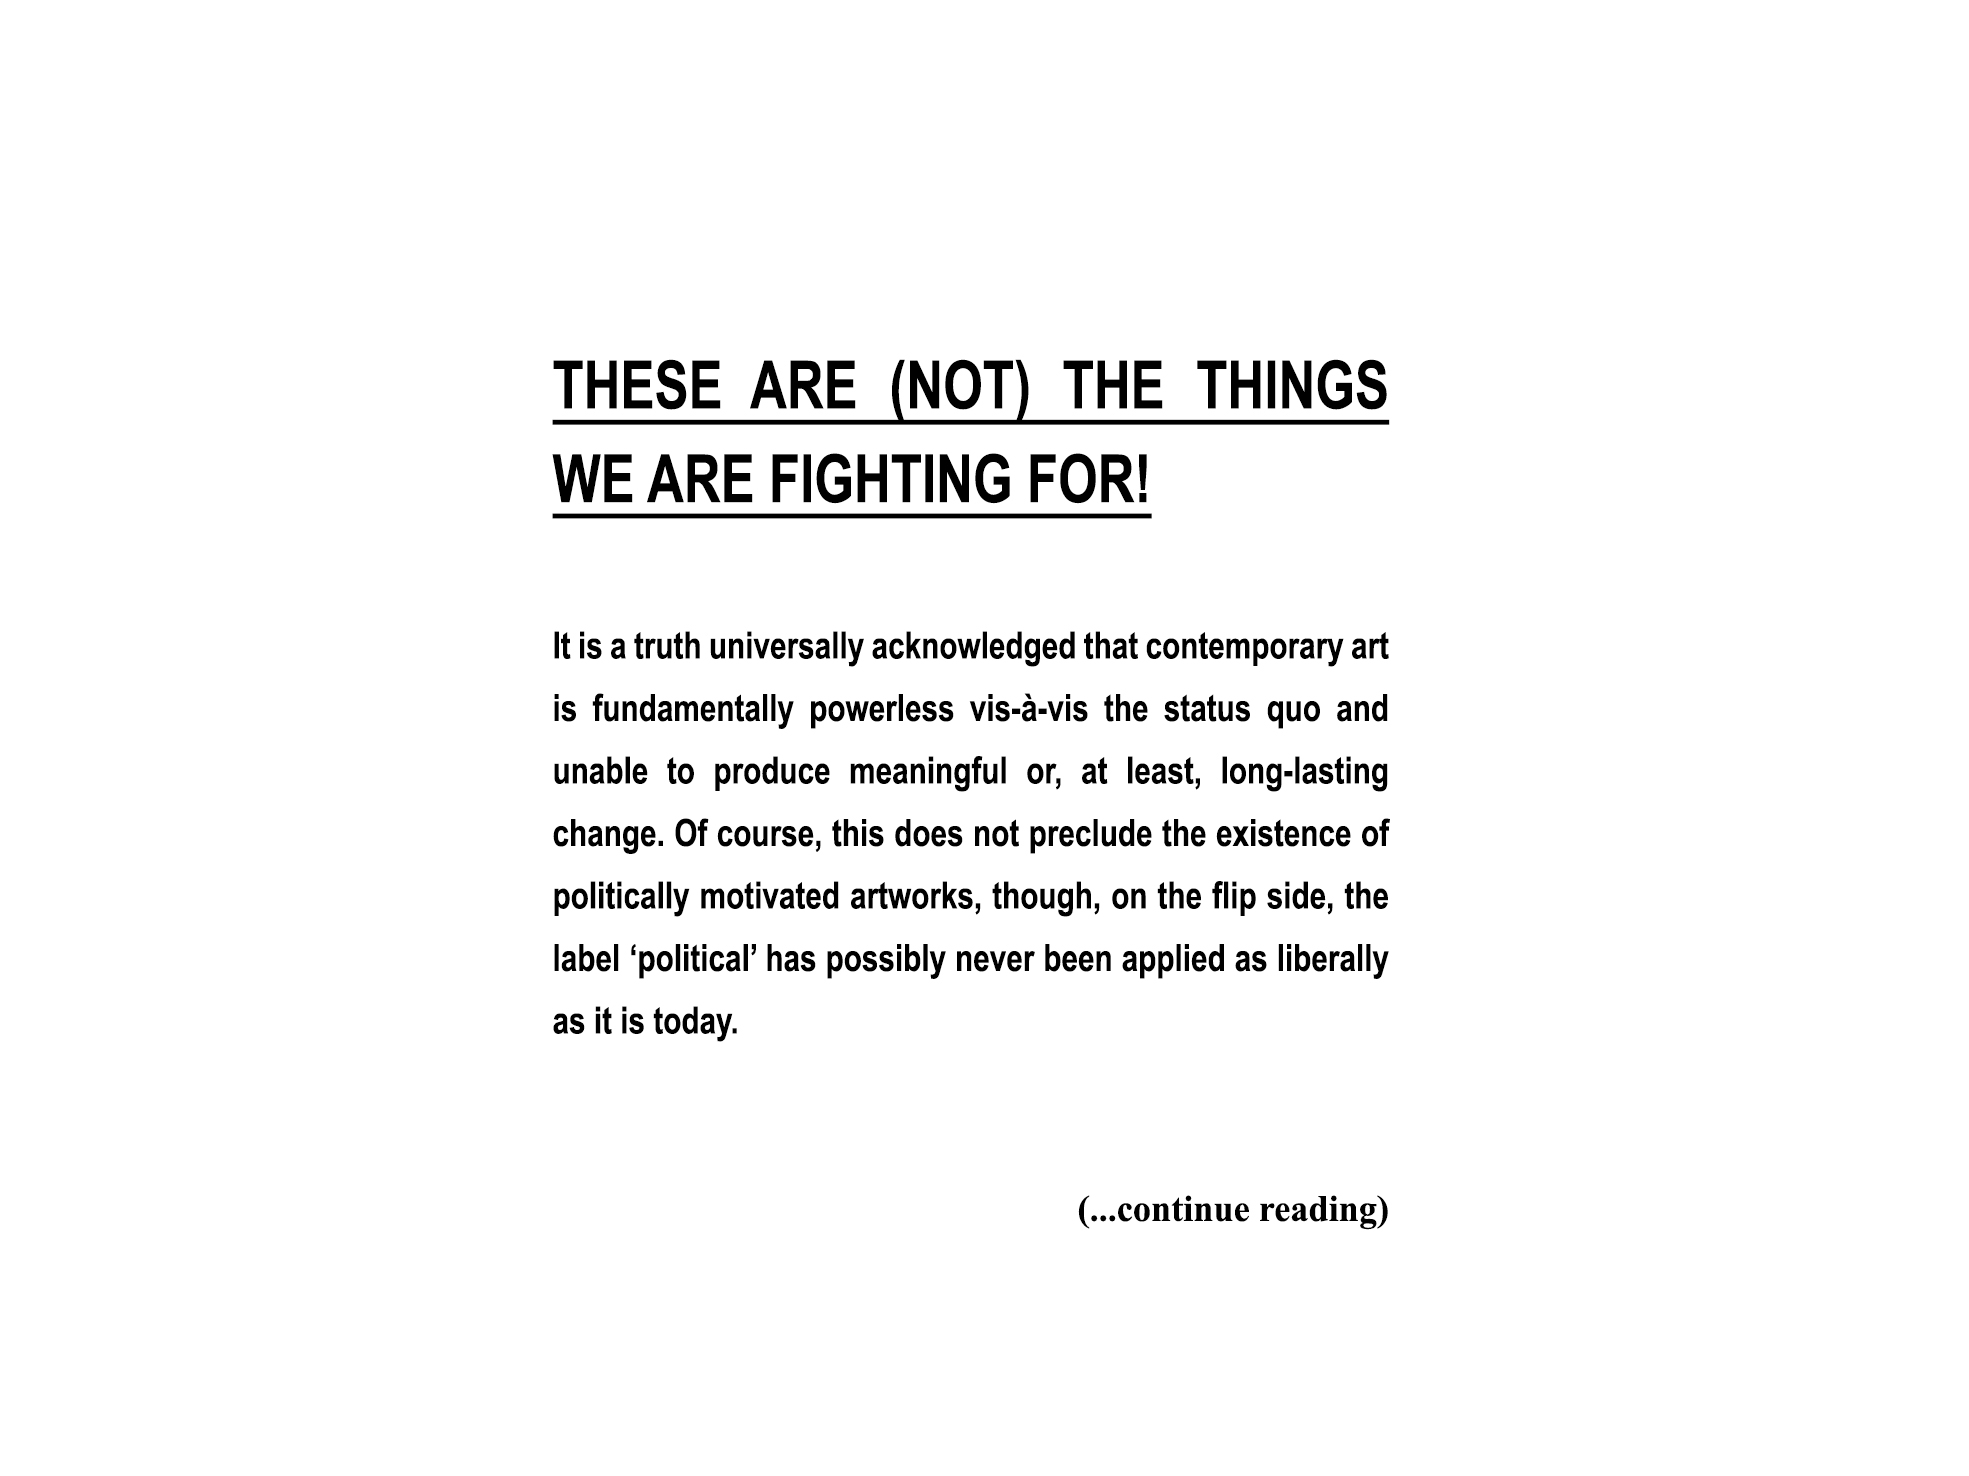 THESE ARE (NOT) THE THINGS
WE ARE FIGHTING FOR!
It is a truth universally acknowledged that contemporary art
is fundamentally powerless vis-à-vis the status quo and
unable to produce meaningful or, at least, long-lasting
change. Of course, this does not preclude the existence of
politically motivated artworks, though, on the flip side, the
label ‘political’ has possibly never been applied as liberally
as it is today.
(...continue reading)